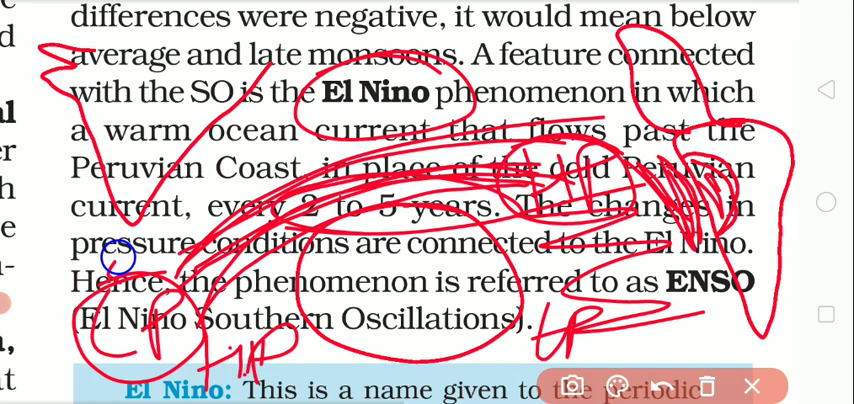 differences were negative, it would mean below
average and late monsoons. A feature connected
with the SO is the El Nino phenomenon in which
a warm ocean current that flows past the
Peruvian Coast, in place of the cold Peruvian
current, every 2 to 5 years. The changes in
pressure conditions are connected to the El Nino.
Hence, the phenomenon is referred to as ENSO
(El Nino Southern Oscillations).
LP
HP
LP
El Nino: This is a name given to the periodic